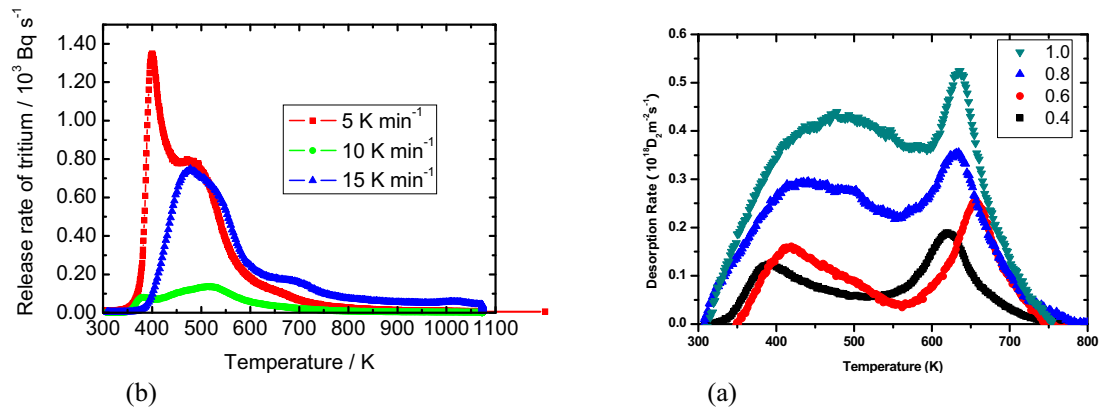 Release rate of tritium / 10³ Bq s⁻¹
1.40
1.20
1.00
0.80
0.60
0.40
0.20
0.00
300 400 500 600 700 800 900 1000 1100
Temperature / K
5 K min⁻¹
10 K min⁻¹
15 K min⁻¹
(b)
Desorption Rate ( 10¹⁸D₂m⁻²s⁻¹)
0.6
0.5
0.4
0.3
0.2
0.1
0.0
300 400 500 600 700 800
Temperature (K)
1.0
0.8
0.6
0.4
(a)